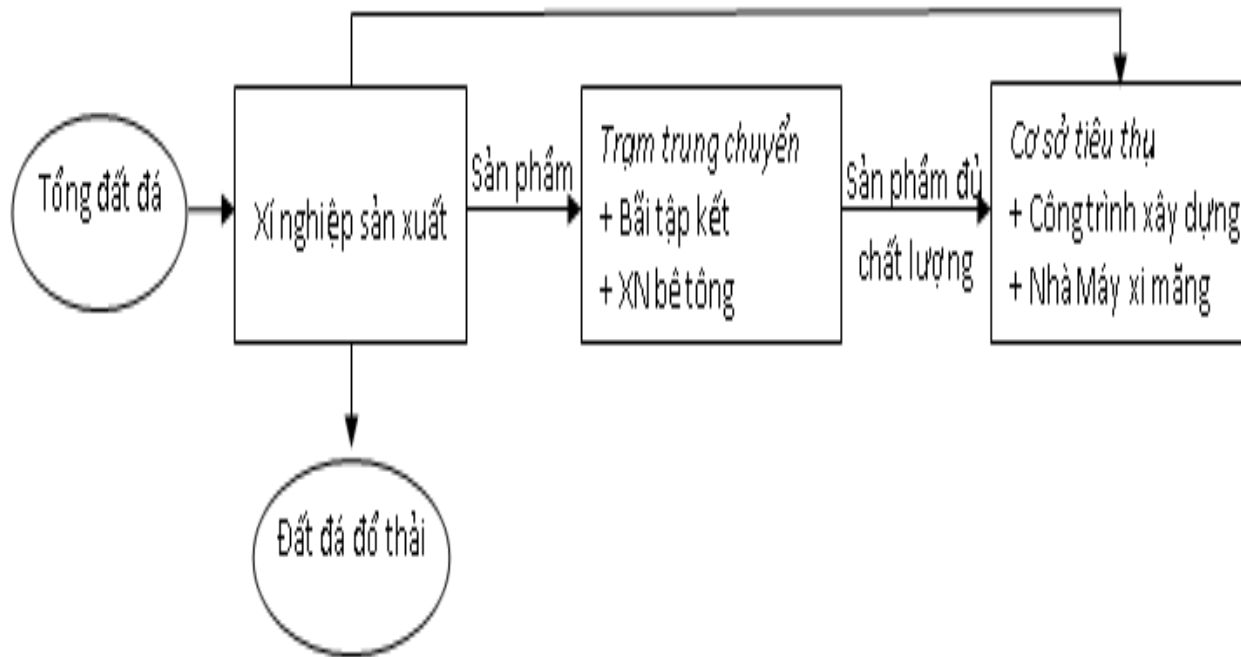 Tổng đất đá
Xí nghiệp sản xuất
Sản phẩm
Trạm trung chuyển
+ Bãi tập kết
+ XN bê tông
Sản phẩm đủ
chất lượng
Cơ sở tiêu thụ
+ Công trình xây dựng
+ Nhà Máy xi măng
Đất đá đổ thải